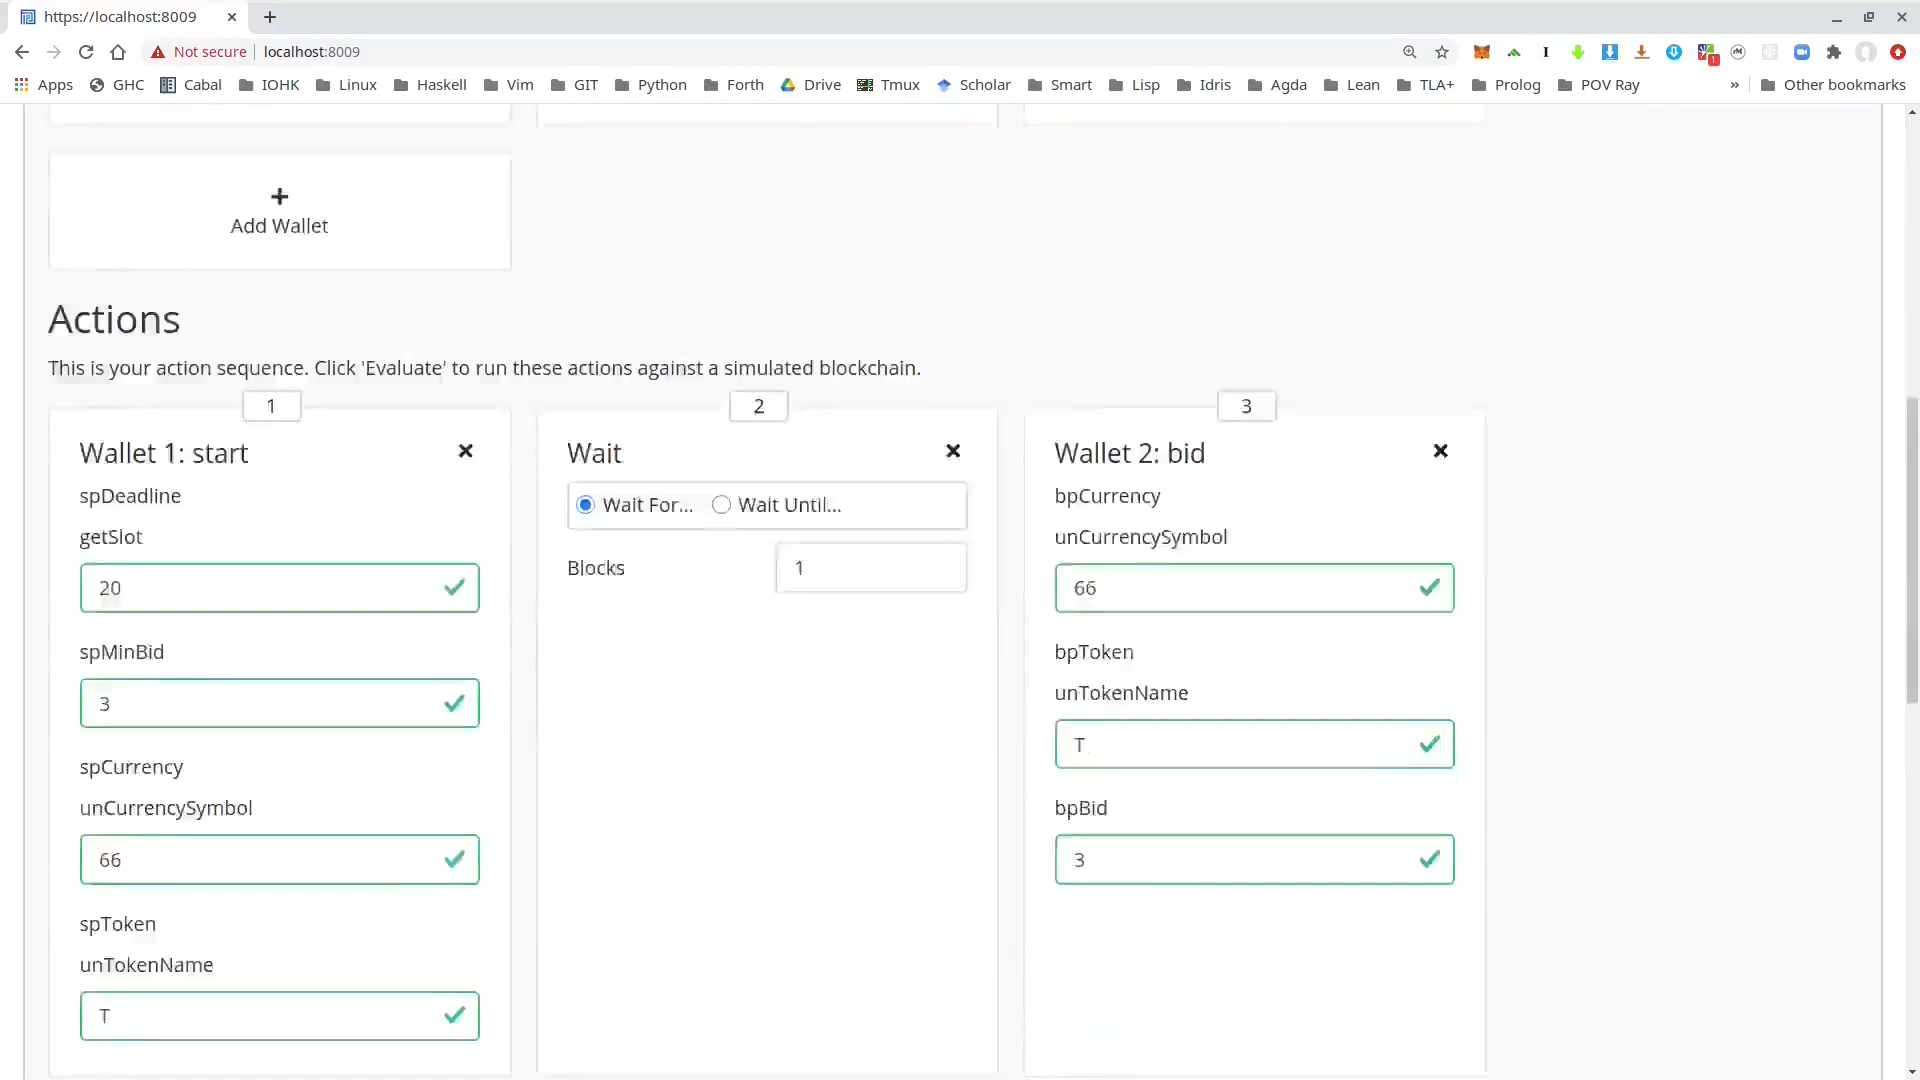 https://localhost:8009
Not secure localhost:8009
Apps GHC Cabal IOHK Linux Haskell Vim GIT Python Forth Drive Tmux Scholar Smart Lisp Idris Agda Lean TLA+ Prolog POV Ray » Other bookmarks
+
Add Wallet
Actions
This is your action sequence. Click 'Evaluate' to run these actions against a simulated blockchain.
1
Wallet 1: start
spDeadline
getSlot
20
spMinBid
3
spCurrency
unCurrencySymbol
66
spToken
unTokenName
T
2
Wait
Wait For... Wait Until...
Blocks 1
3
Wallet 2: bid
bpCurrency
unCurrencySymbol
66
bpToken
unTokenName
T
bpBid
3